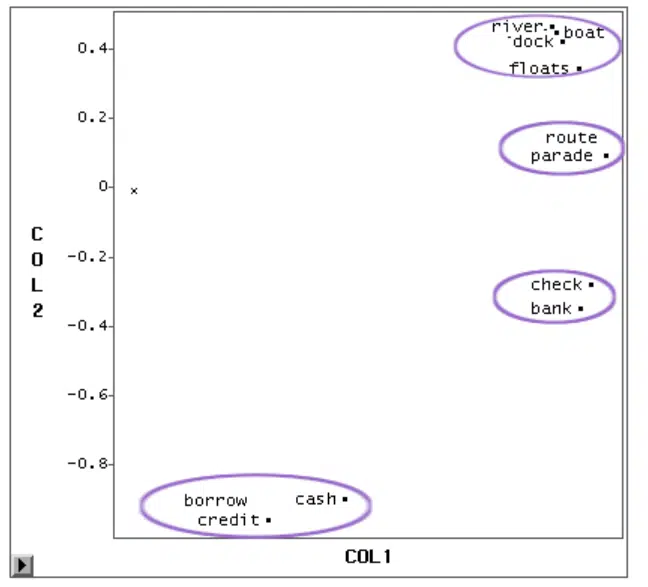 river boat
dock
floats
0.4
0.2
route
parade
0
C
O
L
2
-0.2
check
bank
-0.4
-0.6
-0.8
borrow cash
credit
COL1